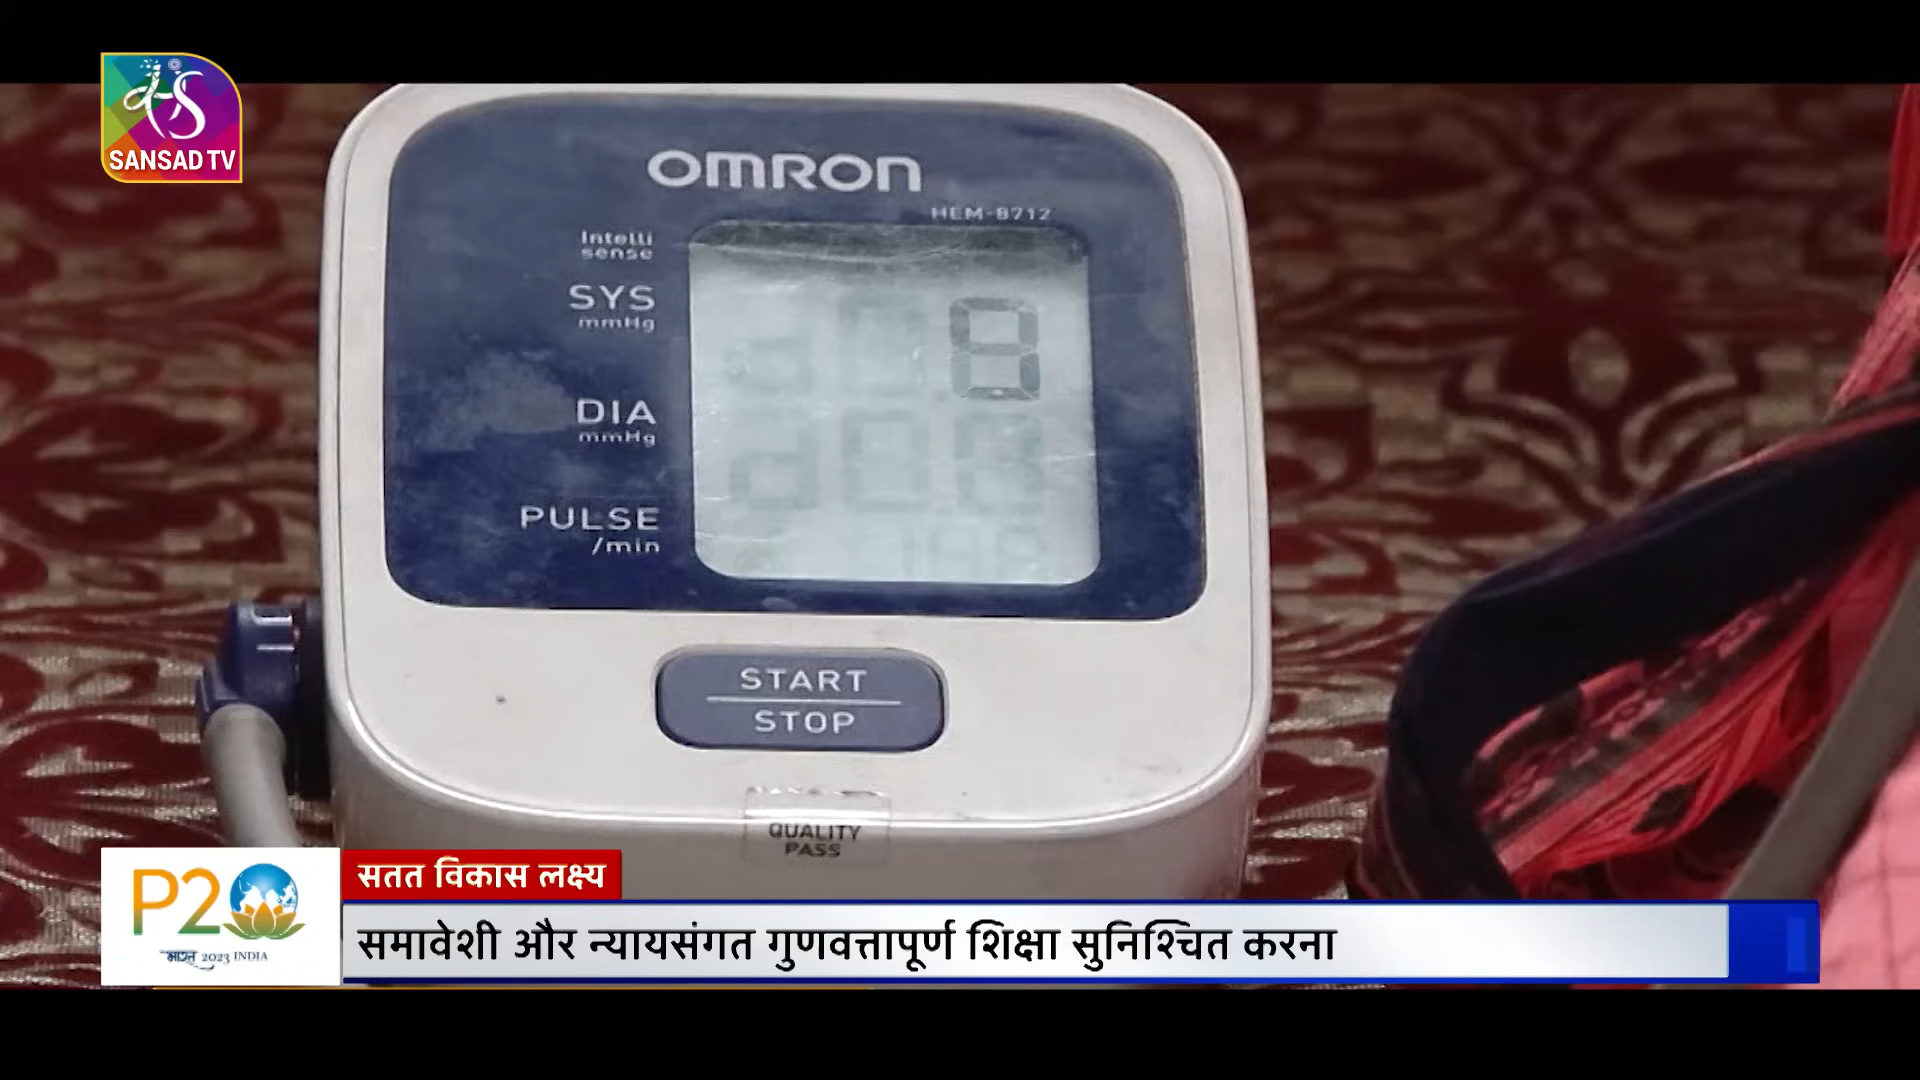 SANSAD TV
OMRON
HEM-8712
Intelli
sense
SYS
mmHg
8
DIA
mmHg
PULSE
/min
START
STOP
QUALITY
PASS
P20
भारत 2023 INDIA
सतत विकास लक्ष्य
समावेशी और न्यायसंगत गुणवत्तापूर्ण शिक्षा सुनिश्चित करना